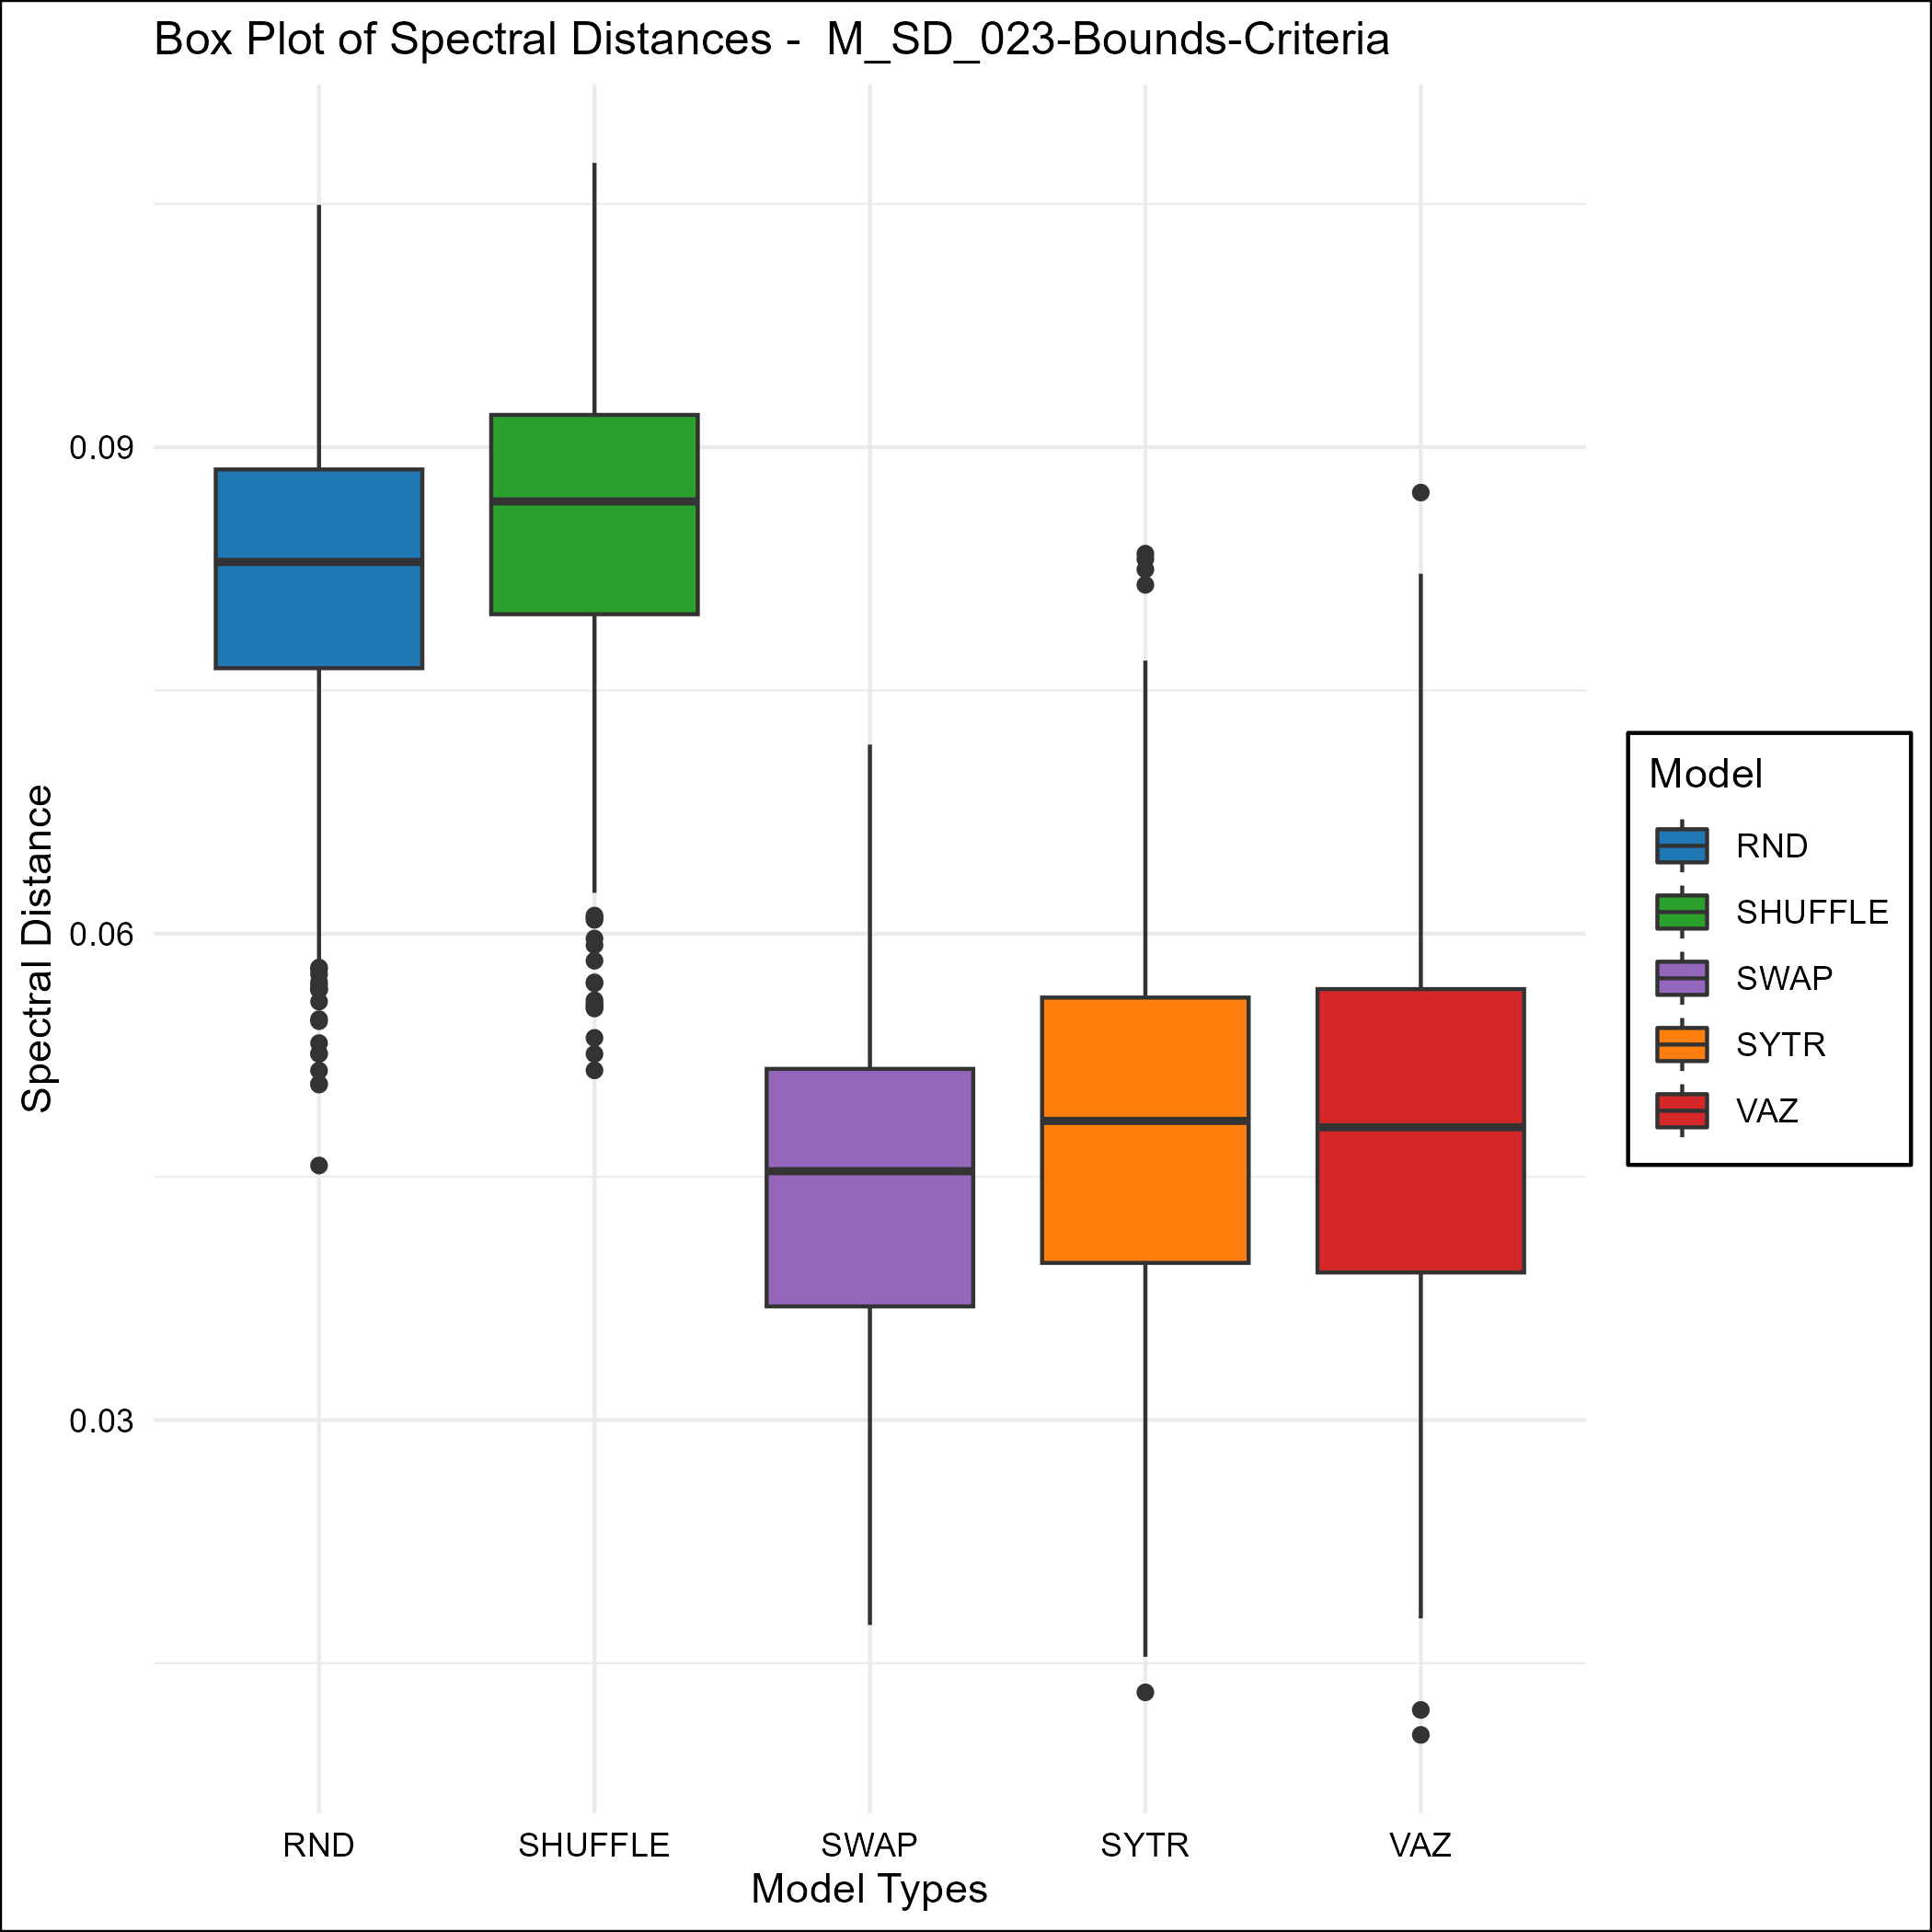 Box Plot of Spectral Distances -  M_SD_023-Bounds-Criteria
Spectral Distance
0.09
0.06
0.03
RND
SHUFFLE
SWAP
SYTR
VAZ
Model Types
Model
RND
SHUFFLE
SWAP
SYTR
VAZ